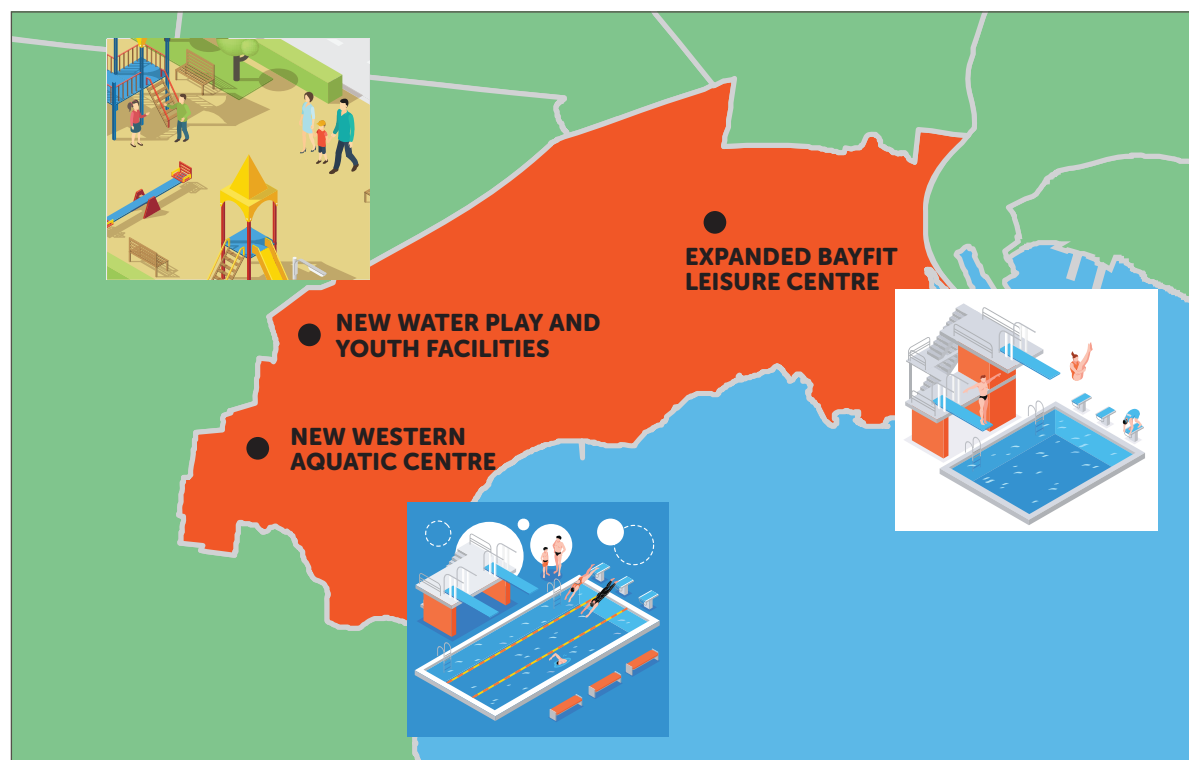 EXPANDED BAYFIT
LEISURE CENTRE
NEW WATER PLAY AND
YOUTH FACILITIES
NEW WESTERN
AQUATIC CENTRE